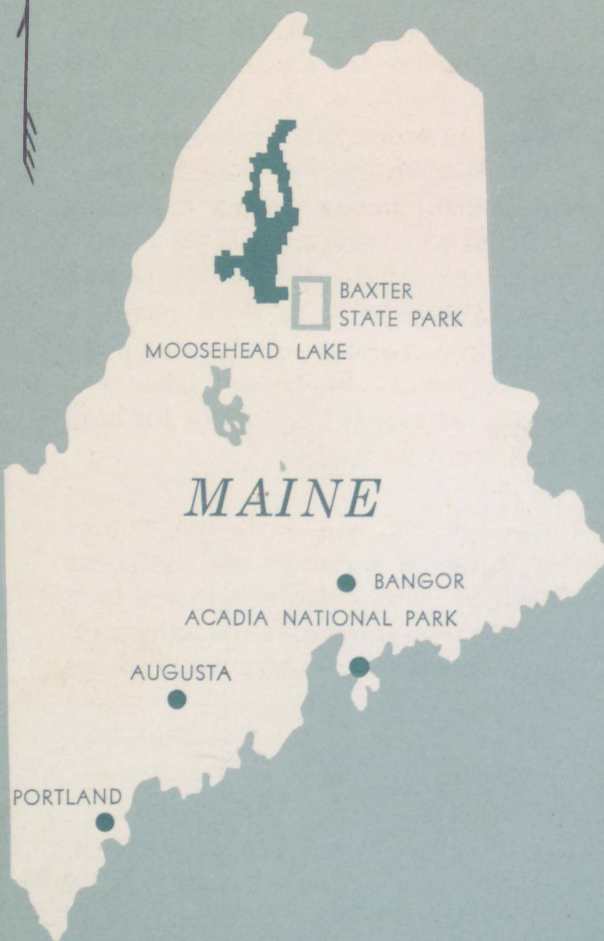 BAXTER
STATE PARK
MOOSEHEAD LAKE
MAINE
BANGOR
ACADIA NATIONAL PARK
AUGUSTA
PORTLAND